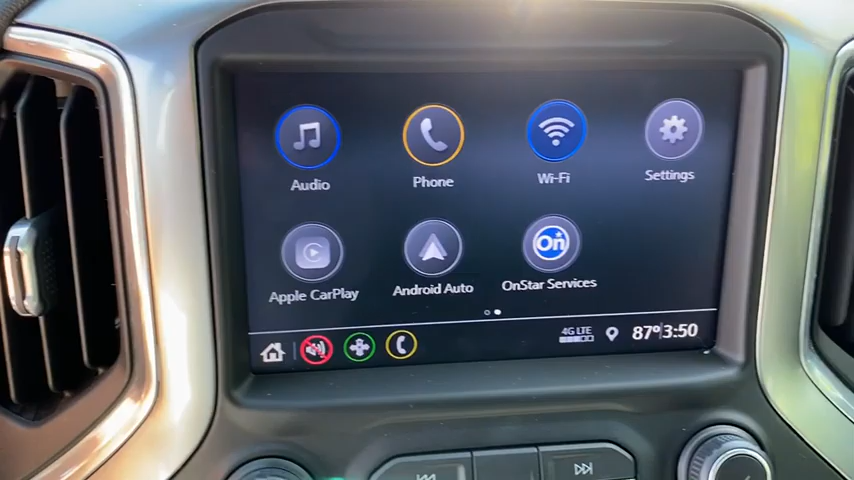 Audio
Phone
Wi-Fi
Settings
Apple CarPlay
Android Auto
On
OnStar Services
4G LTE
87° 3:50